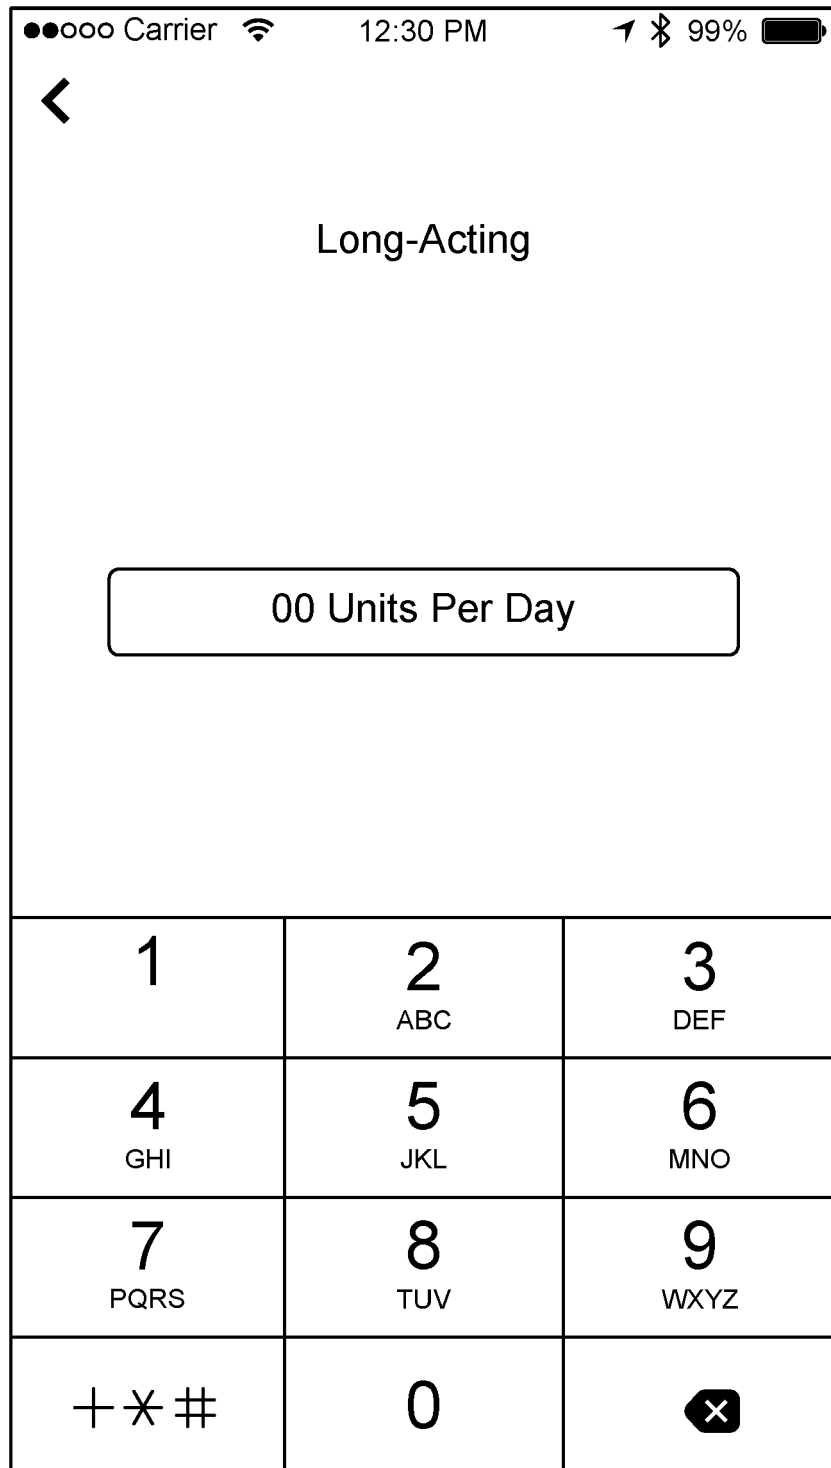 Carrier 12:30 PM 99%
Long-Acting
00 Units Per Day
1 2 3
ABC DEF
4 5 6
GHI JKL MNO
7 8 9
PQRS TUV WXYZ
+*# 0